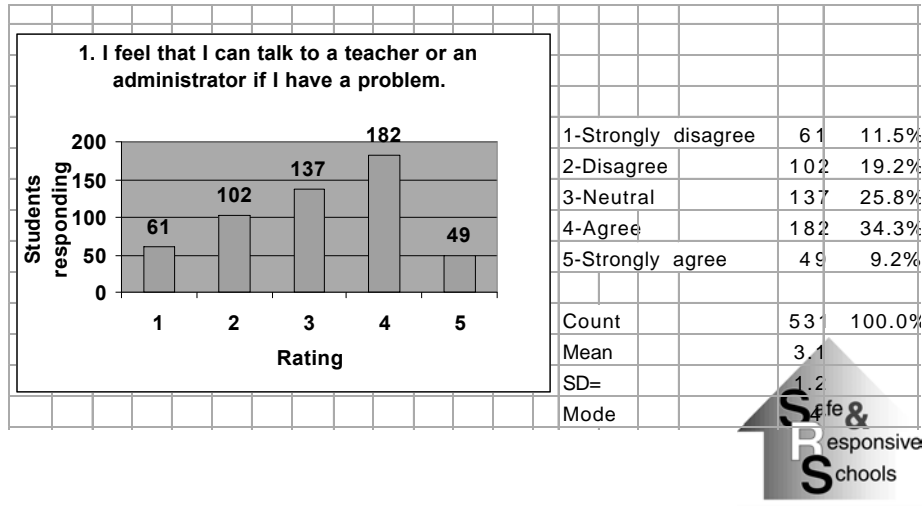 1. I feel that I can talk to a teacher or an
administrator if I have a problem.
Students
responding
200
150
100
50
0
61
102
137
182
49
1 2 3 4 5
Rating
1-Strongly disagree 61 11.5%
2-Disagree 102 19.2%
3-Neutral 137 25.8%
4-Agree 182 34.3%
5-Strongly agree 49 9.2%
Count 531 100.0%
Mean 3.1
SD= 1.2
Mode 4
Safe &
Responsive
Schools